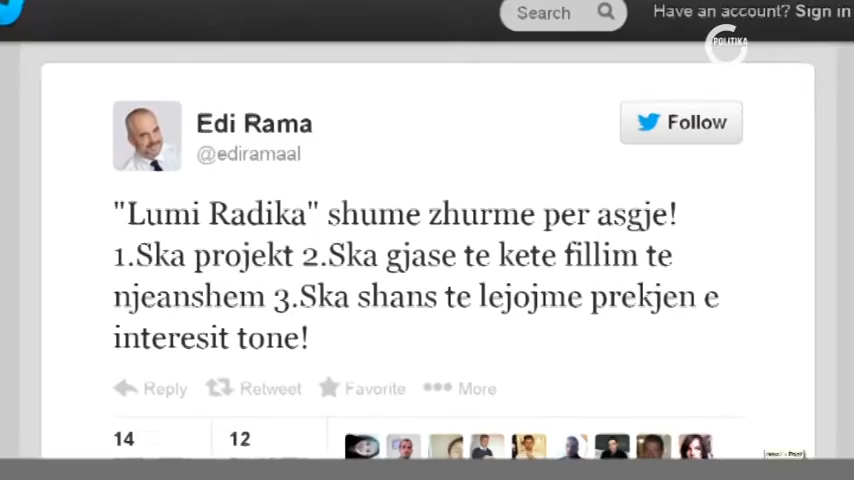 Search
Have an account? Sign in
POLITIKA
Edi Rama
@ediramaal
Follow
"Lumi Radika" shume zhurme per asgje!
1.Ska projekt 2.Ska gjase te kete fillim te
njeanshem 3.Ska shans te lejojme prekjen e
interesit tone!
Reply Retweet Favorite More
14 12